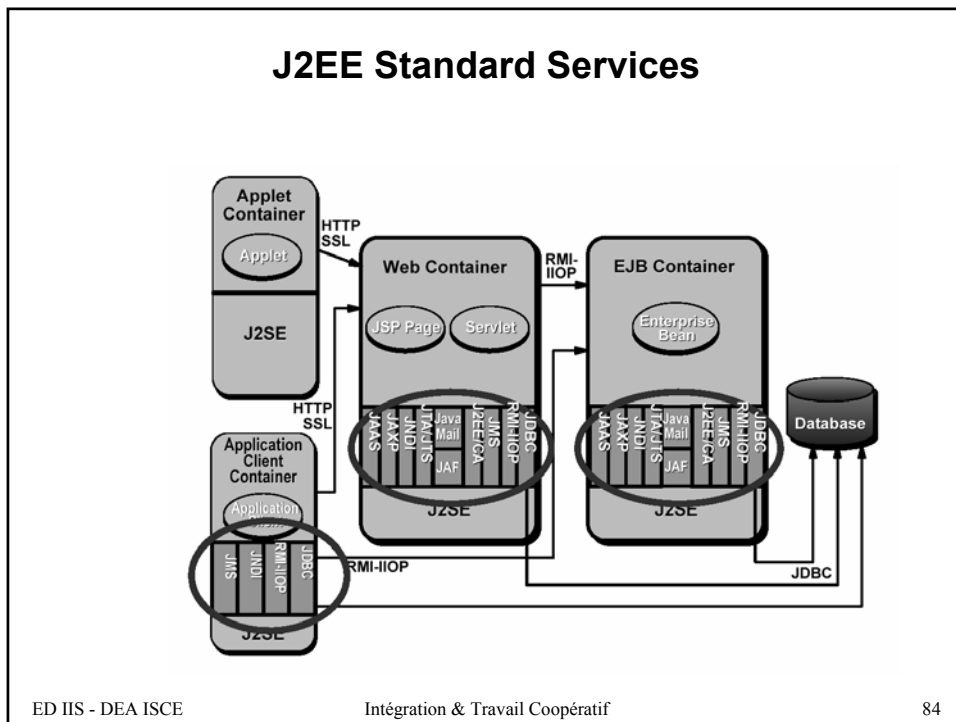 J2EE Standard Services
Applet
Container
Applet
J2SE
HTTP
SSL
Web Container
JSP Page
Servlet
JAAS
JAXP
JNDI
JTA/JTS
Java
Mail
JAF
J2EE/CA
JMS
RMI-IIOP
JDBC
J2SE
RMI-
IIOP
EJB Container
Enterprise
Bean
JAAS
JAXP
JNDI
JTA/JTS
Java
Mail
JAF
J2EE/CA
JMS
RMI-IIOP
JDBC
J2SE
Database
HTTP
SSL
Application
Client
Container
Application
Client
JMS
JNDI
RMI-IIOP
JDBC
J2SE
RMI-IIOP
JDBC
ED IIS - DEA ISCE
Intégration & Travail Coopératif
84